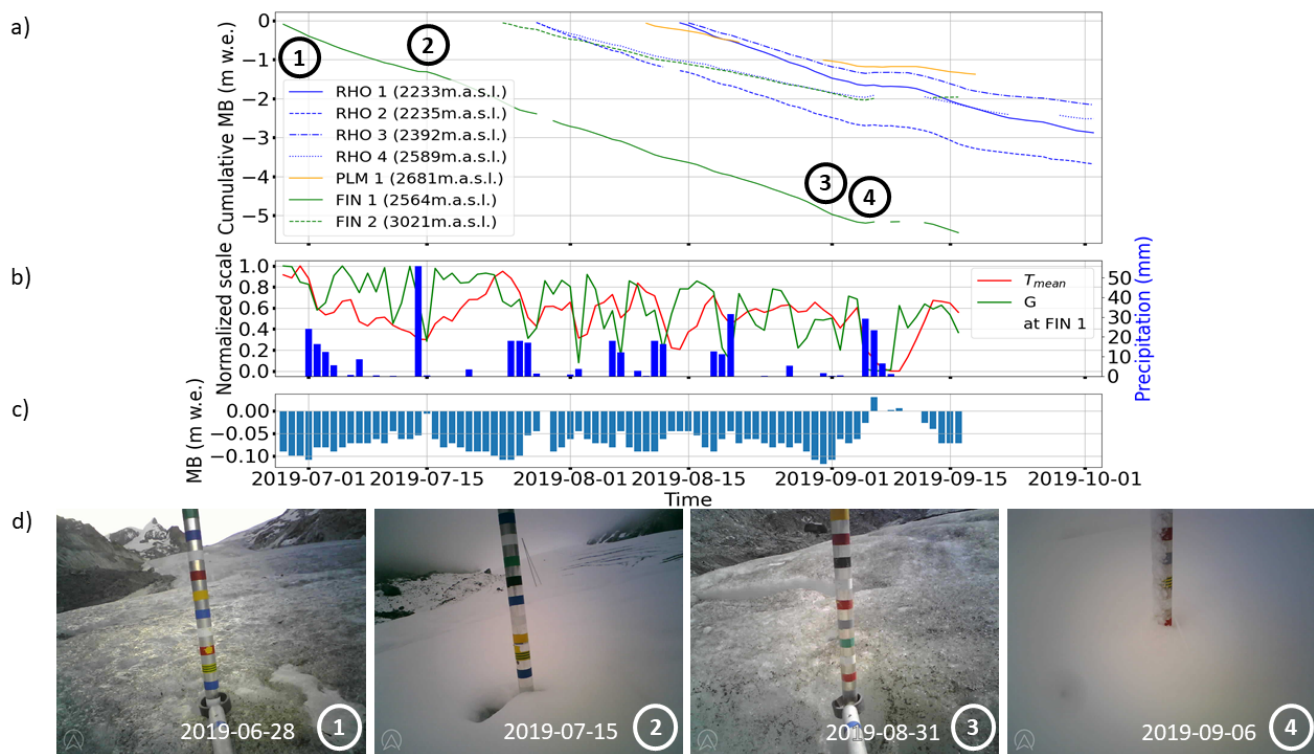 a)
Cumulative MB (m w.e.)
0
−1
−2
−3
−4
−5
1
2
3
4
RHO 1 (2233m.a.s.l.)
RHO 2 (2235m.a.s.l.)
RHO 3 (2392m.a.s.l.)
RHO 4 (2589m.a.s.l.)
PLM 1 (2681m.a.s.l.)
FIN 1 (2564m.a.s.l.)
FIN 2 (3021m.a.s.l.)
b)
Normalized scale
1.0
0.8
0.6
0.4
0.2
0.0
Tmean
G
at FIN 1
50
40
30
20
10
0
Precipitation (mm)
c)
MB (m w.e.)
0.00
−0.05
−0.10
2019-07-01 2019-07-15 2019-08-01 2019-08-15 2019-09-01 2019-09-15 2019-10-01
Time
d)
2019-06-28 1
2019-07-15 2
2019-08-31 3
2019-09-06 4